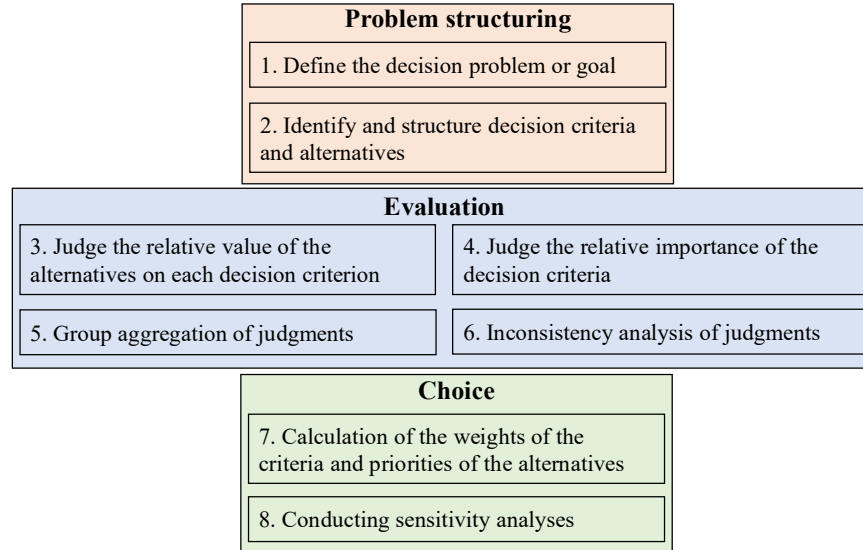 Problem structuring
1. Define the decision problem or goal
2. Identify and structure decision criteria
and alternatives
Evaluation
3. Judge the relative value of the
alternatives on each decision criterion
4. Judge the relative importance of the
decision criteria
5. Group aggregation of judgments
6. Inconsistency analysis of judgments
Choice
7. Calculation of the weights of the
criteria and priorities of the alternatives
8. Conducting sensitivity analyses